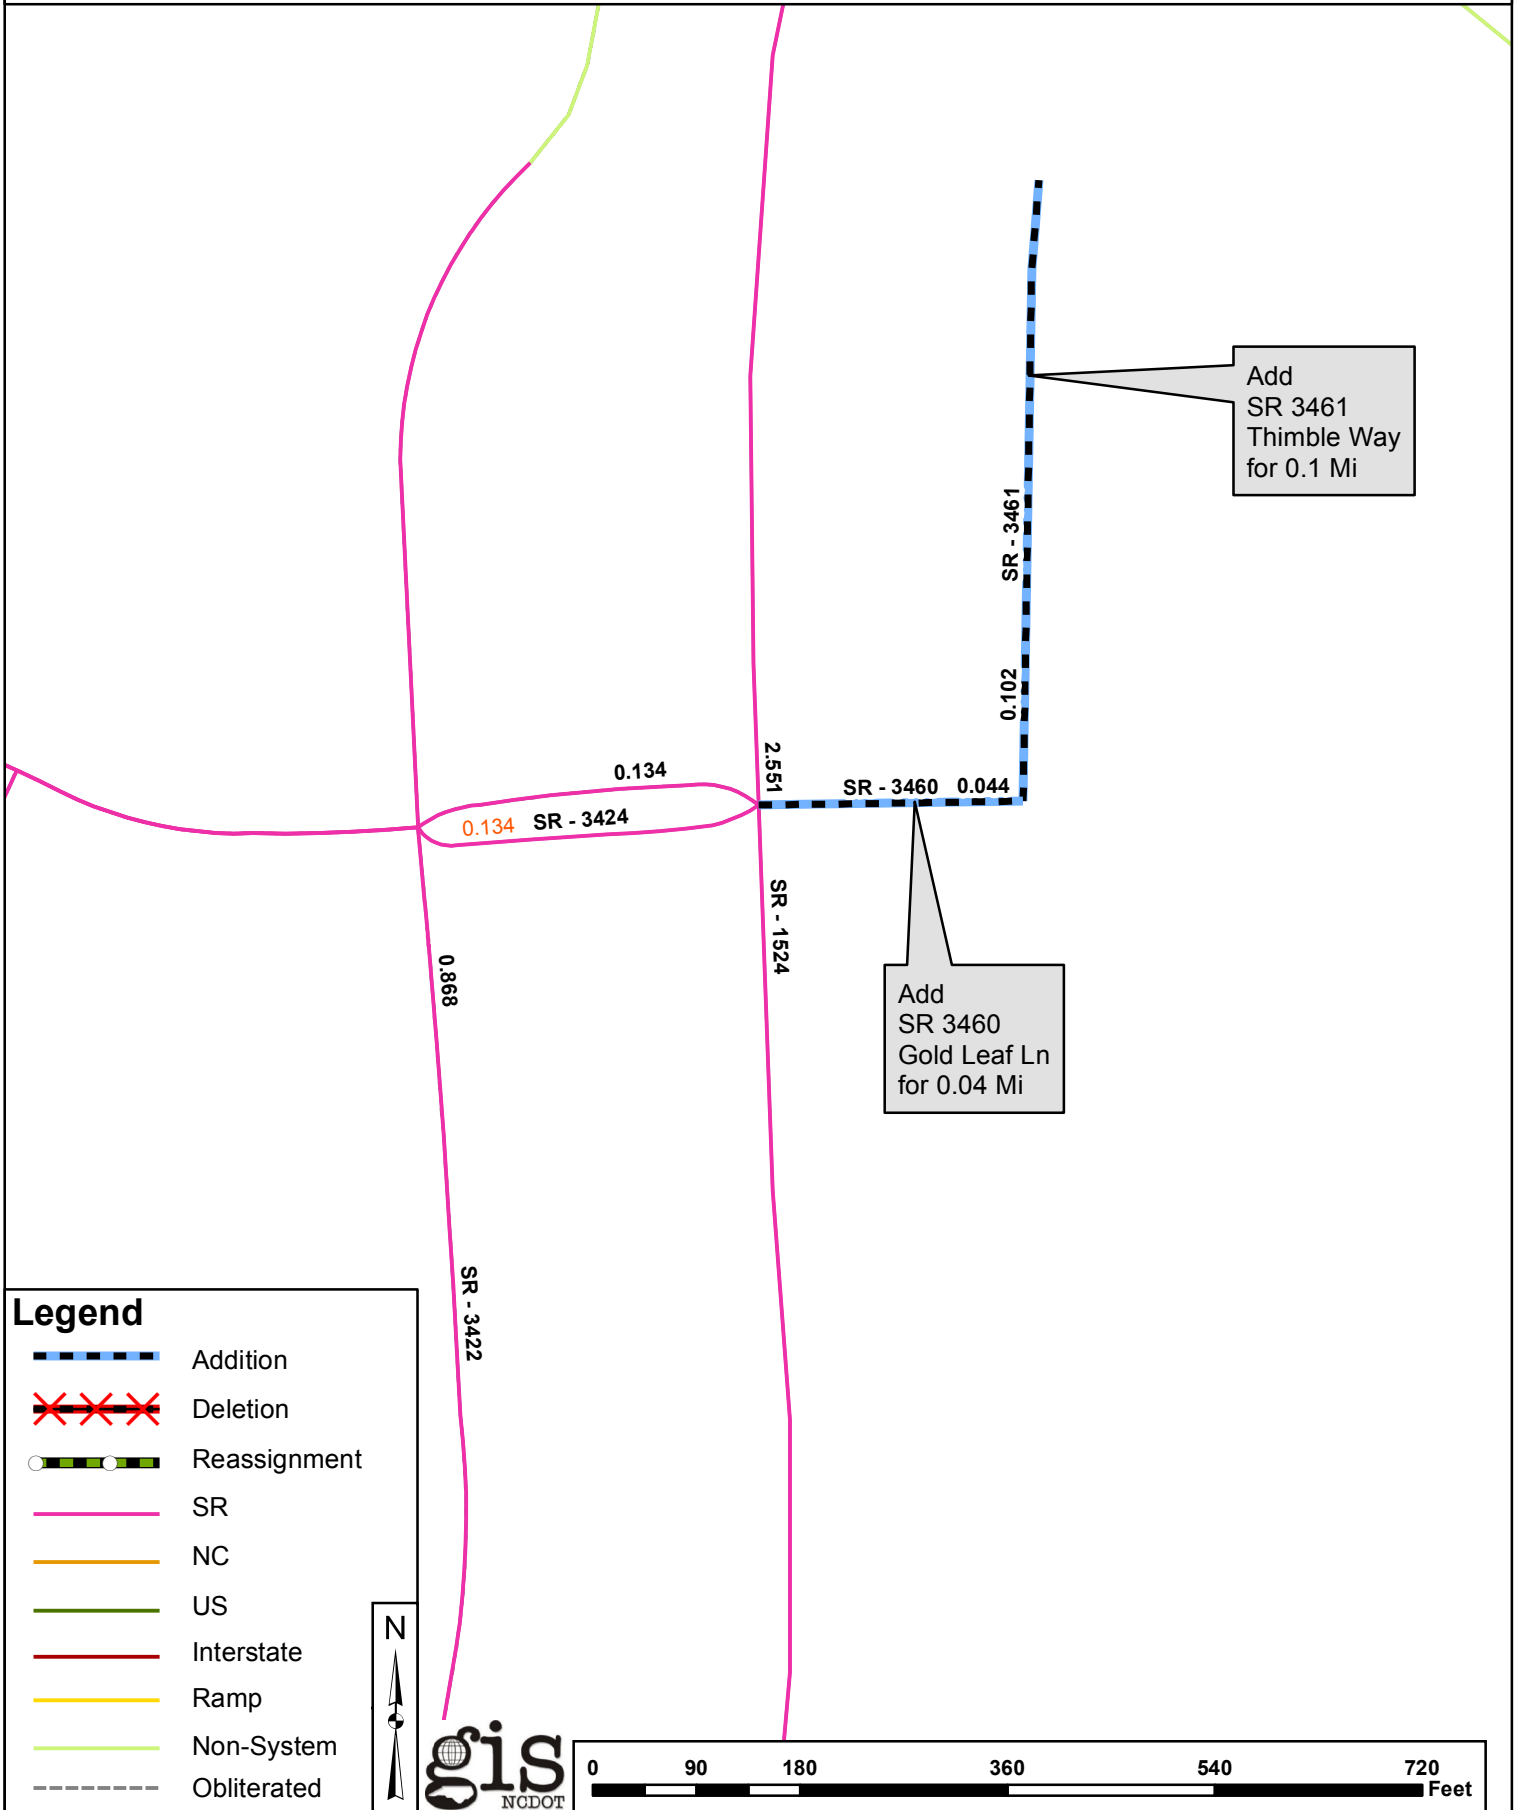 Add
SR 3461
Thimble Way
for 0.1 Mi
SR - 3461
0.102
2.551
0.134
SR - 3460
0.044
0.134
SR - 3424
SR - 1524
0.868
Add
SR 3460
Gold Leaf Ln
for 0.04 Mi
SR - 3422
Legend
Addition
Deletion
Reassignment
SR
NC
US
Interstate
Ramp
Non-System
Obliterated
N
gis
NCDOT
0 90 180 360 540 720
Feet